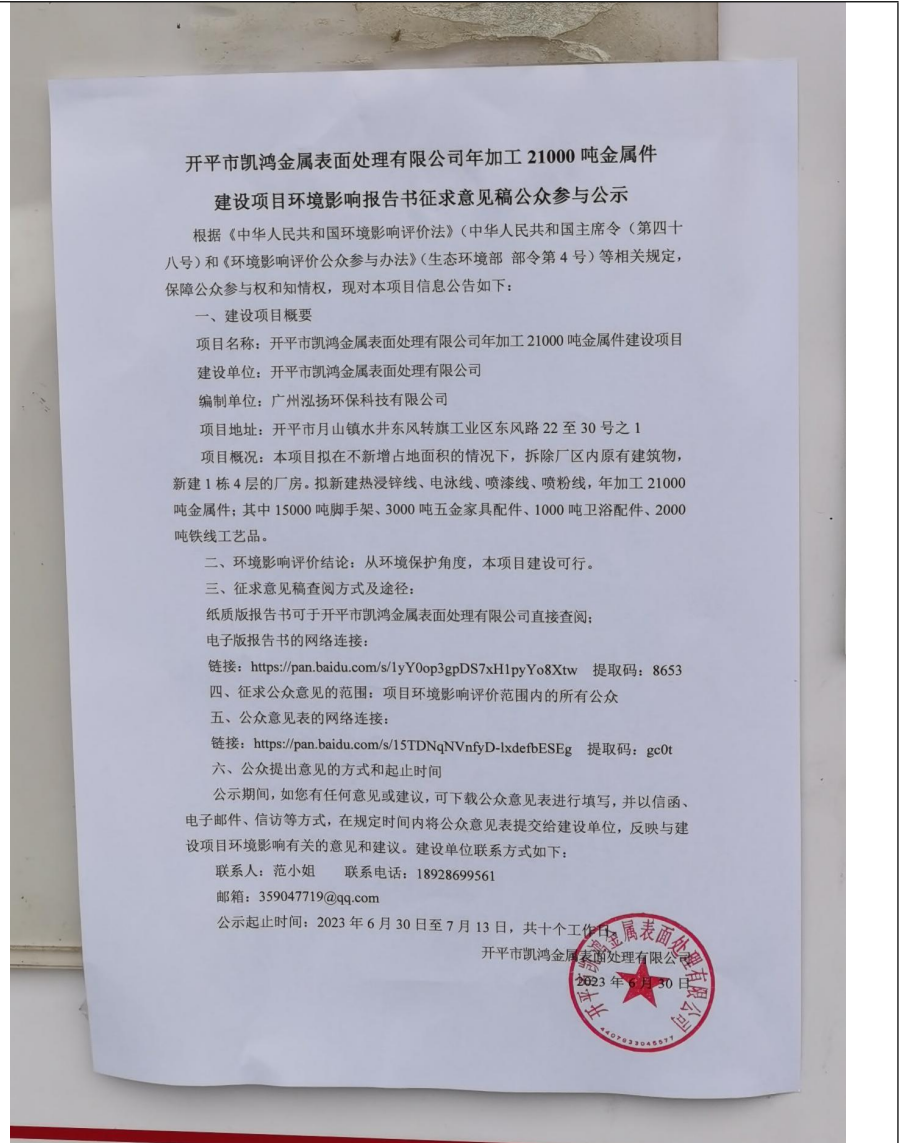 开平市凯鸿金属表面处理有限公司年加工 21000 吨金属件
建设项目环境影响报告书征求意见稿公众参与公示
根据《中华人民共和国环境影响评价法》（中华人民共和国主席令（第四十
八号）和《环境影响评价公众参与办法》（生态环境部 部令第 4 号）等相关规定，
保障公众参与权和知情权，现对本项目信息公告如下：
一、建设项目概要
项目名称：开平市凯鸿金属表面处理有限公司年加工 21000 吨金属件建设项目
建设单位：开平市凯鸿金属表面处理有限公司
编制单位：广州泓扬环保科技有限公司
项目地址：开平市月山镇水井东风转旗工业区东风路 22 至 30 号之 1
项目概况：本项目拟在不新增占地面积的情况下，拆除厂区内原有建筑物，
新建 1 栋 4 层的厂房。拟新建热浸锌线、电泳线、喷漆线、喷粉线，年加工 21000
吨金属件；其中 15000 吨脚手架、3000 吨五金家具配件、1000 吨卫浴配件、2000
吨铁线工艺品。
二、环境影响评价结论：从环境保护角度，本项目建设可行。
三、征求意见稿查阅方式及途径：
纸质版报告书可于开平市凯鸿金属表面处理有限公司直接查阅；
电子版报告书的网络连接：
链接：https://pan.baidu.com/s/1yY0op3gpDS7xH1pyYo8Xtw 提取码：8653
四、征求公众意见的范围：项目环境影响评价范围内的所有公众
五、公众意见表的网络连接：
链接：https://pan.baidu.com/s/15TDNqNVnfyD-lxdefbESEg 提取码：gc0t
六、公众提出意见的方式和起止时间
公示期间，如您有任何意见或建议，可下载公众意见表进行填写，并以信函、
电子邮件、信访等方式，在规定时间内将公众意见表提交给建设单位，反映与建
设项目环境影响有关的意见和建议。建设单位联系方式如下：
联系人：范小姐 联系电话：18928699561
邮箱：359047719@qq.com
公示起止时间：2023 年 6 月 30 日至 7 月 13 日，共十个工作日。
开平市凯鸿金属表面处理有限公司
2023 年 6 月 30 日
开平市凯鸿金属表面处理有限公司
4407833045577